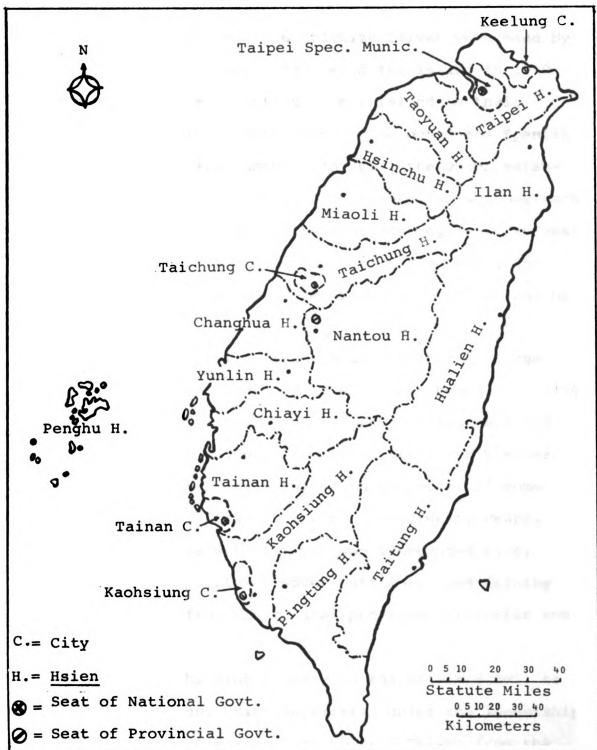 Keelung C.
Taipei Spec. Munic.
N
Taoyuan H.
Taipei H.
Hsinchu H.
Ilan H.
Miaoli H.
Taichung C.
Taichung H.
Changhua H.
Nantou H.
Hualien H.
Yunlin H.
Penghu H.
Chiayi H.
Tainan H.
Kaohsiung H.
Tainan C.
Taitung H.
Pingtung H.
Kaohsiung C.
C.= City
H.= Hsien
= Seat of National Govt.
= Seat of Provincial Govt.
0 5 10 20 30 40
Statute Miles
0 5 10 20 30 40
Kilometers